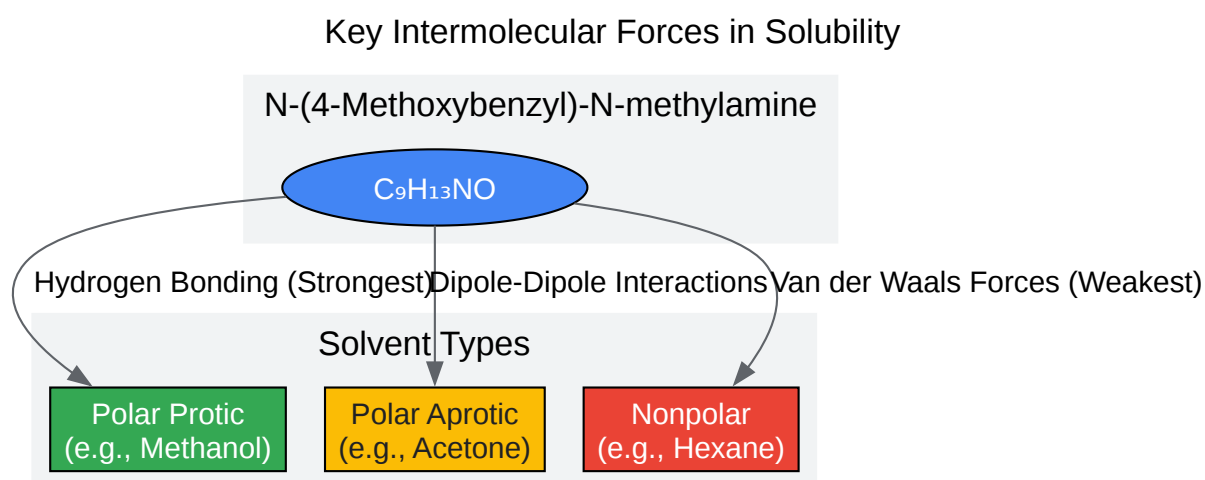 Key Intermolecular Forces in Solubility
N-(4-Methoxybenzyl)-N-methylamine
C₉H₁₃NO
Hydrogen Bonding (Strongest)
Dipole-Dipole Interactions
Van der Waals Forces (Weakest)
Solvent Types
Polar Protic
(e.g., Methanol)
Polar Aprotic
(e.g., Acetone)
Nonpolar
(e.g., Hexane)